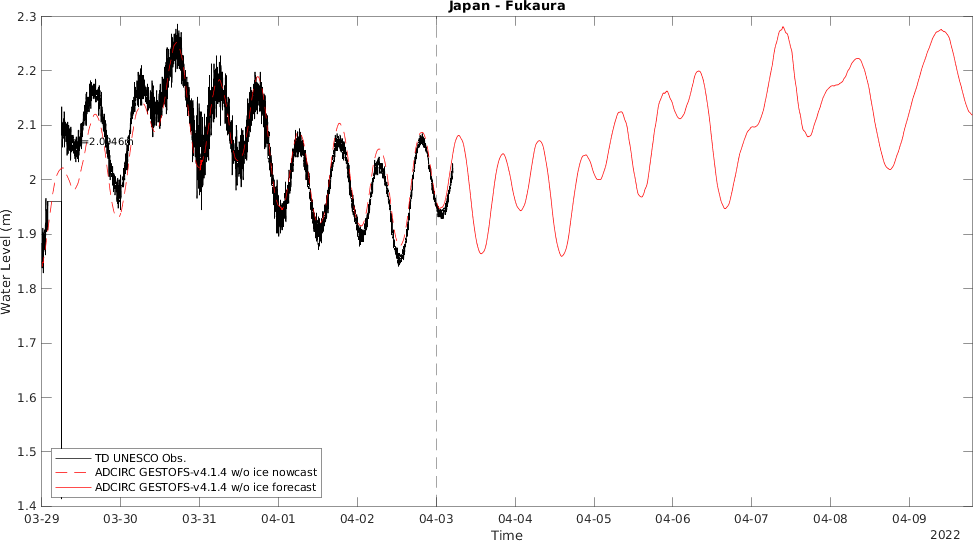 Japan - Fukaura
2.3
2.2
2.1
2
1.9
1.8
1.7
1.6
1.5
1.4
Water Level (m)
=2.0946m
TD UNESCO Obs.
ADCIRC GESTOFS-v4.1.4 w/o ice nowcast
ADCIRC GESTOFS-v4.1.4 w/o ice forecast
03-29 03-30 03-31 04-01 04-02 04-03 04-04 04-05 04-06 04-07 04-08 04-09
Time
2022